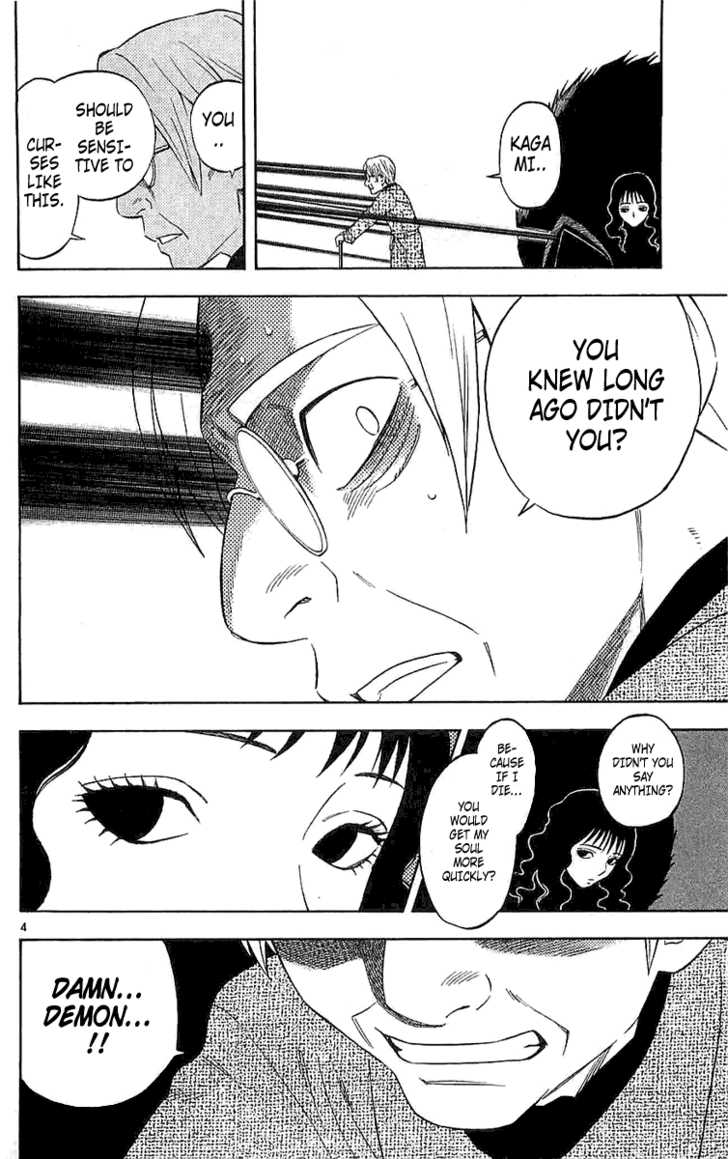 KAGA
MI..
YOU
..
SHOULD
BE
SENSI-
TIVE TO
CUR-
SES
LIKE
THIS.
YOU
KNEW LONG
AGO DIDN'T
YOU?
WHY
DIDN'T YOU
SAY
ANYTHING?
BE-
CAUSE IF I
DIE...
YOU
WOULD
GET MY
SOUL
MORE
QUICKLY?
4
DAMN...
DEMON...
!!